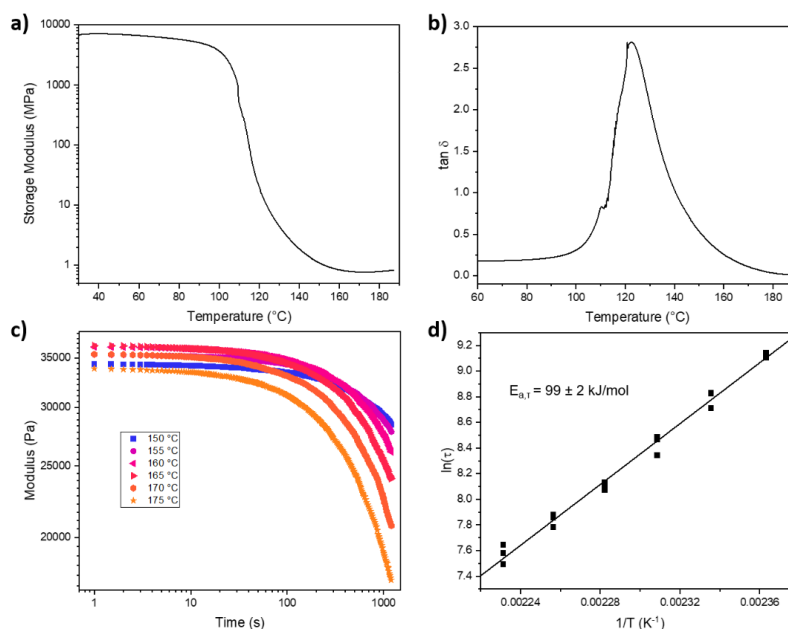 a)
10000
1000
100
10
1
Storage Modulus (MPa)
40 60 80 100 120 140 160 180
Temperature (°C)
b)
3.0
2.5
2.0
1.5
1.0
0.5
0.0
tan δ
60 80 100 120 140 160 180
Temperature (°C)
c)
35000
30000
25000
20000
Modulus (Pa)
150 °C
155 °C
160 °C
165 °C
170 °C
175 °C
1 10 100 1000
Time (s)
d)
9.2
9.0
8.8
8.6
8.4
8.2
8.0
7.8
7.6
7.4
ln(τ)
Ea,τ = 99 ± 2 kJ/mol
0.00224 0.00228 0.00232 0.00236
1/T (K⁻¹)